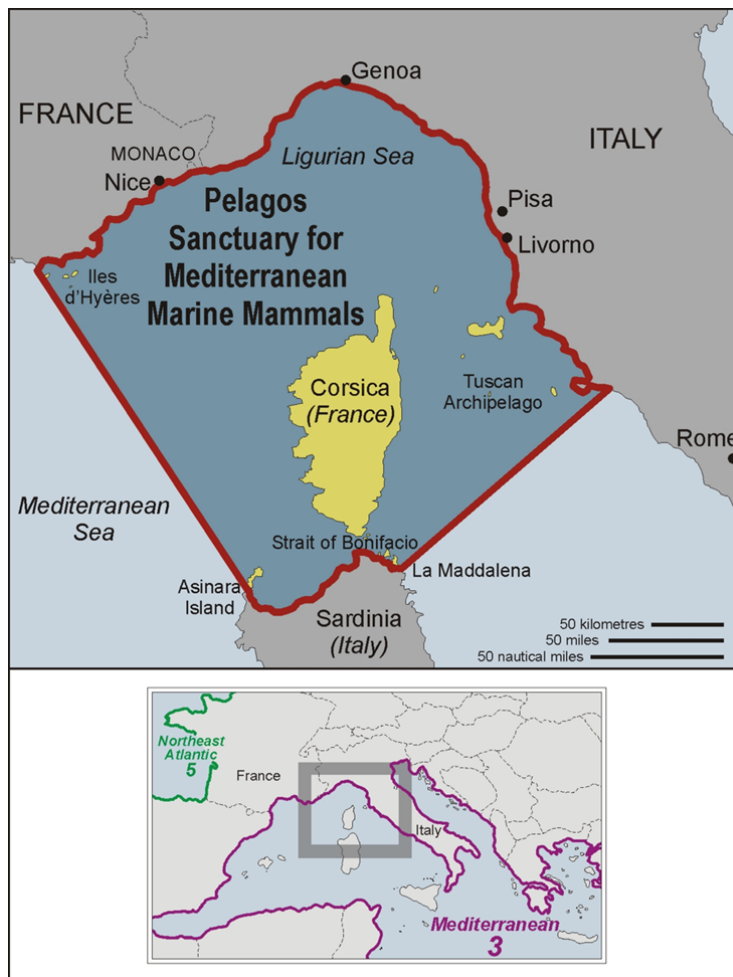 Genoa
FRANCE
ITALY
MONACO
Ligurian Sea
Nice
Pisa
Pelagos
Sanctuary for
Mediterranean
Marine Mammals
Livorno
Iles
d'Hyères
Corsica
(France)
Tuscan
Archipelago
Rome
Mediterranean
Sea
Strait of Bonifacio
La Maddalena
Asinara
Island
Sardinia
(Italy)
50 kilometres
50 miles
50 nautical miles
Northeast
Atlantic
5
France
Italy
Mediterranean
3